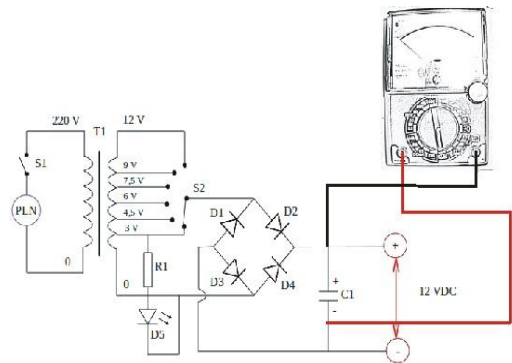 220 V
T1
12 V
S1
9 V
7,5 V
6 V
4,5 V
3 V
S2
PLN
D1
D2
R1
D3
D4
0
0
D5
+
C1
-
+
12 VDC
-